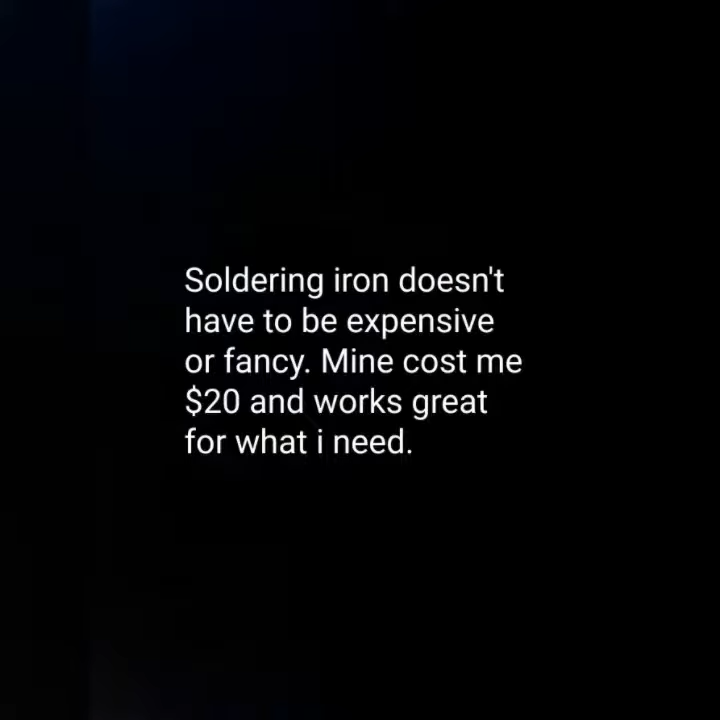 Soldering iron doesn't
have to be expensive
or fancy. Mine cost me
$20 and works great
for what i need.